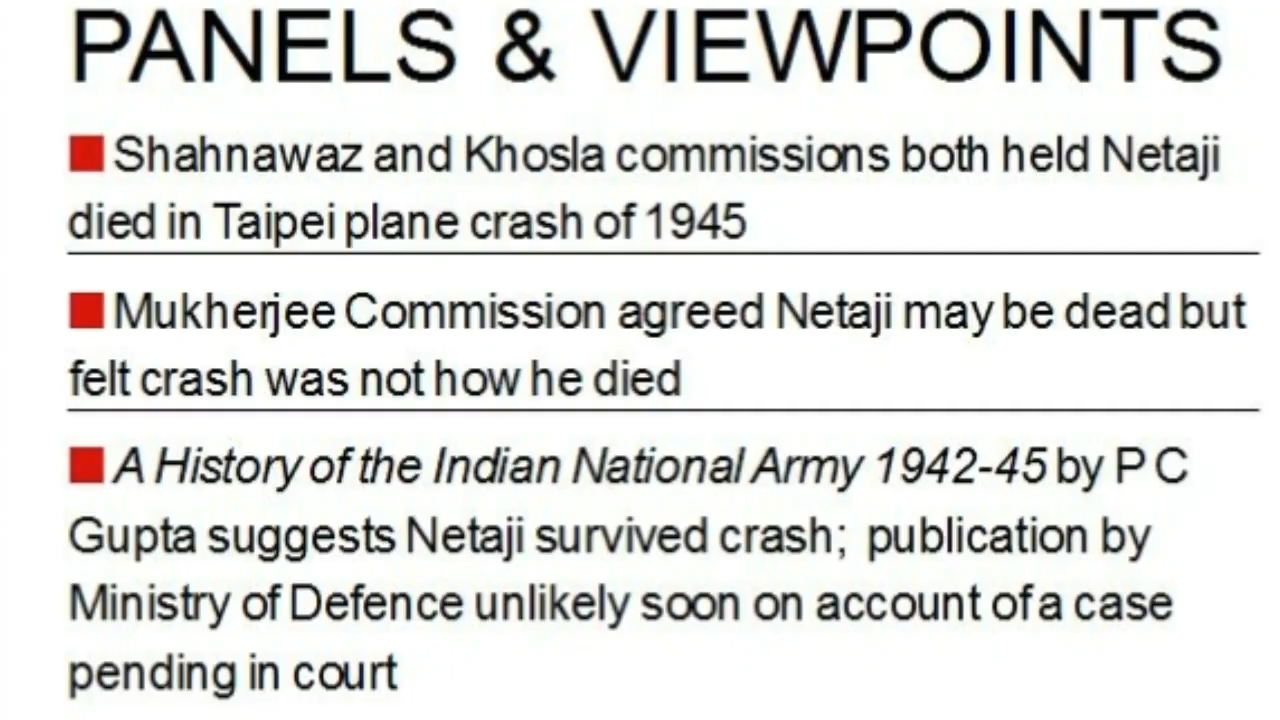 PANELS & VIEWPOINTS
Shahnawaz and Khosla commissions both held Netaji
died in Taipei plane crash of 1945
Mukherjee Commission agreed Netaji may be dead but
felt crash was not how he died
A History of the Indian National Army 1942-45 by P C
Gupta suggests Netaji survived crash; publication by
Ministry of Defence unlikely soon on account of a case
pending in court